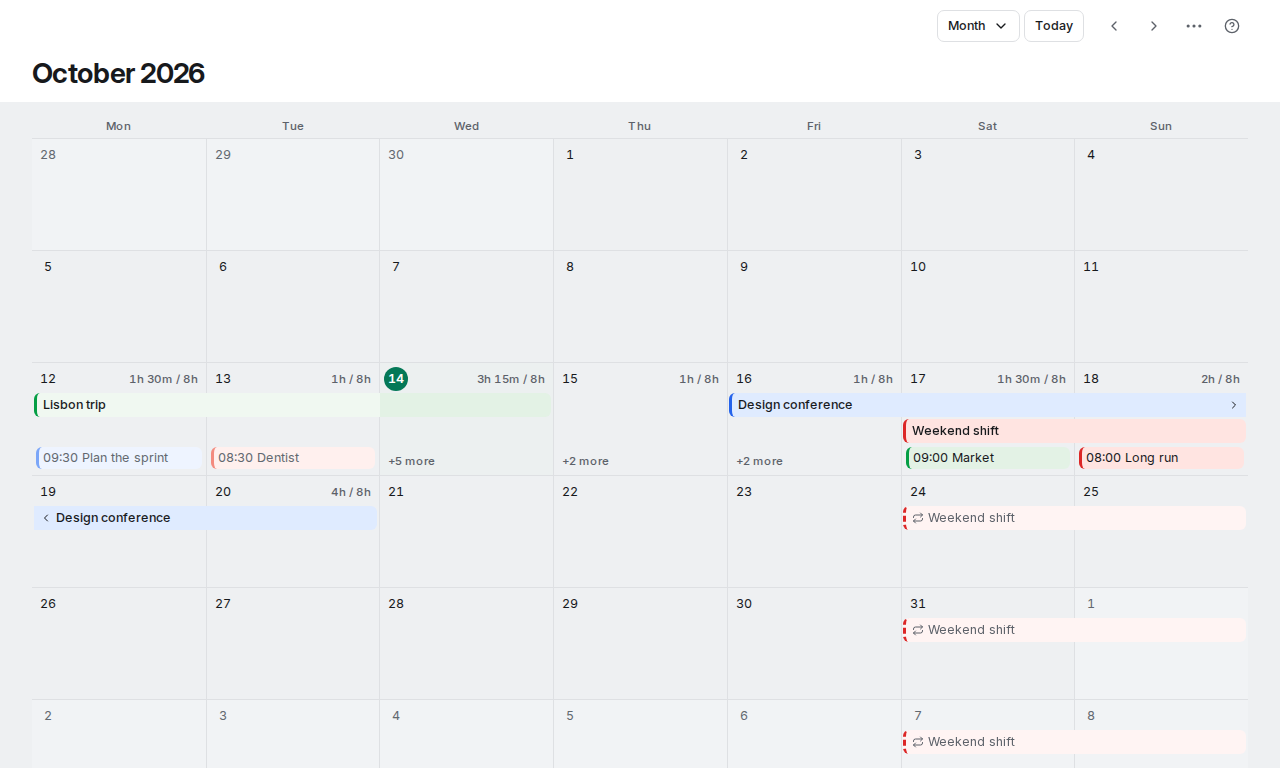 Month
Today
October 2026
Mon Tue Wed Thu Fri Sat Sun
28 29 30 1 2 3 4
5 6 7 8 9 10 11
12 1h 30m / 8h 13 1h / 8h 14 3h 15m / 8h 15 1h / 8h 16 1h / 8h 17 1h 30m / 8h 18 2h / 8h
Lisbon trip Design conference
Weekend shift
09:30 Plan the sprint 08:30 Dentist +5 more +2 more +2 more 09:00 Market 08:00 Long run
19 20 4h / 8h 21 22 23 24 25
Design conference Weekend shift
26 27 28 29 30 31 1
Weekend shift
2 3 4 5 6 7 8
Weekend shift